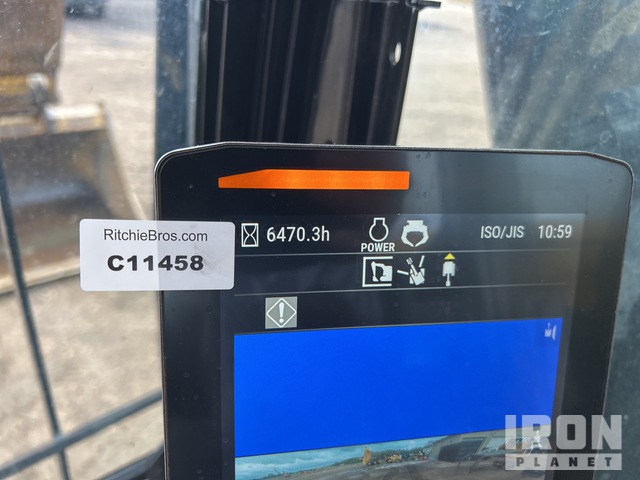 RitchieBros.com
C11458
6470.3h
POWER
ISO/JIS 10:59
IRON
PLANET